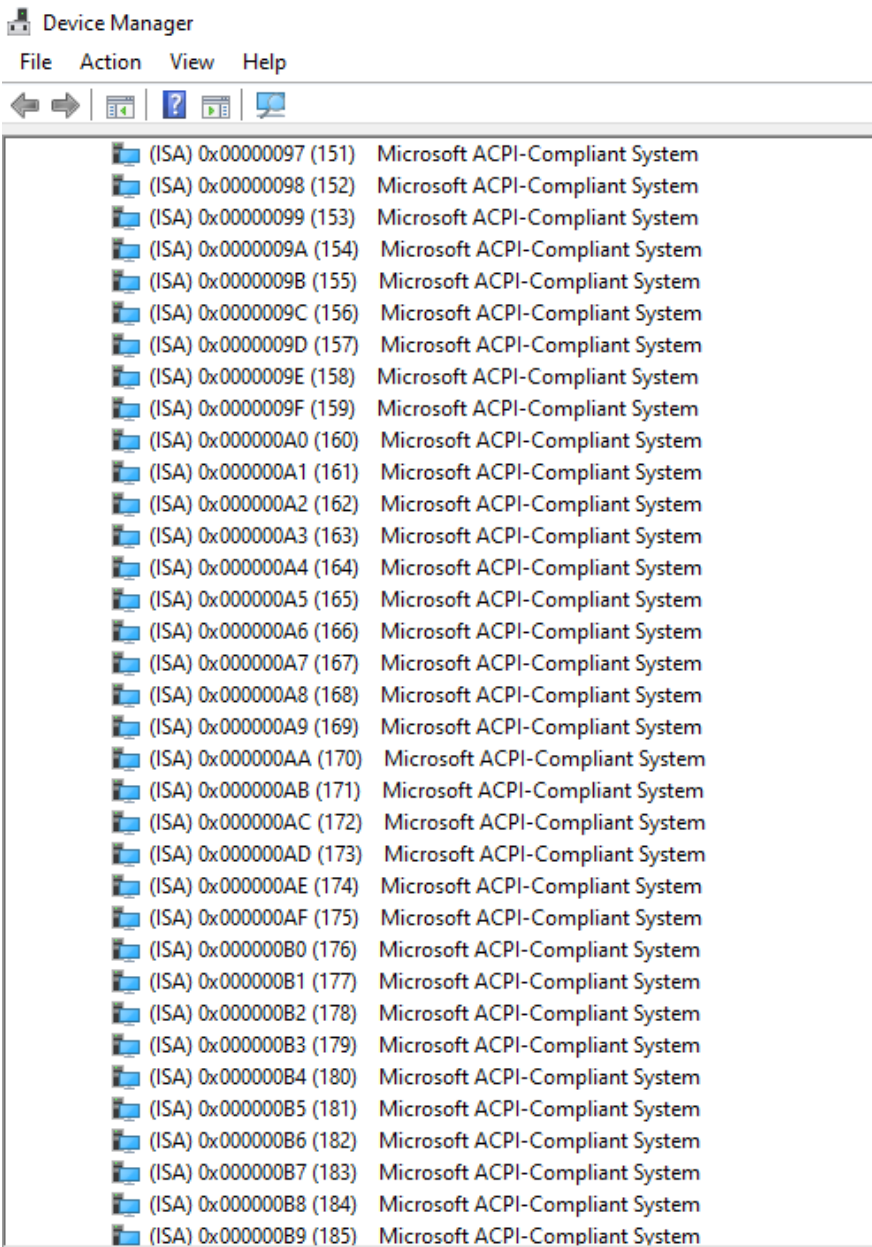 Device Manager
File Action View Help
(ISA) 0x00000097 (151) Microsoft ACPI-Compliant System
(ISA) 0x00000098 (152) Microsoft ACPI-Compliant System
(ISA) 0x00000099 (153) Microsoft ACPI-Compliant System
(ISA) 0x0000009A (154) Microsoft ACPI-Compliant System
(ISA) 0x0000009B (155) Microsoft ACPI-Compliant System
(ISA) 0x0000009C (156) Microsoft ACPI-Compliant System
(ISA) 0x0000009D (157) Microsoft ACPI-Compliant System
(ISA) 0x0000009E (158) Microsoft ACPI-Compliant System
(ISA) 0x0000009F (159) Microsoft ACPI-Compliant System
(ISA) 0x000000A0 (160) Microsoft ACPI-Compliant System
(ISA) 0x000000A1 (161) Microsoft ACPI-Compliant System
(ISA) 0x000000A2 (162) Microsoft ACPI-Compliant System
(ISA) 0x000000A3 (163) Microsoft ACPI-Compliant System
(ISA) 0x000000A4 (164) Microsoft ACPI-Compliant System
(ISA) 0x000000A5 (165) Microsoft ACPI-Compliant System
(ISA) 0x000000A6 (166) Microsoft ACPI-Compliant System
(ISA) 0x000000A7 (167) Microsoft ACPI-Compliant System
(ISA) 0x000000A8 (168) Microsoft ACPI-Compliant System
(ISA) 0x000000A9 (169) Microsoft ACPI-Compliant System
(ISA) 0x000000AA (170) Microsoft ACPI-Compliant System
(ISA) 0x000000AB (171) Microsoft ACPI-Compliant System
(ISA) 0x000000AC (172) Microsoft ACPI-Compliant System
(ISA) 0x000000AD (173) Microsoft ACPI-Compliant System
(ISA) 0x000000AE (174) Microsoft ACPI-Compliant System
(ISA) 0x000000AF (175) Microsoft ACPI-Compliant System
(ISA) 0x000000B0 (176) Microsoft ACPI-Compliant System
(ISA) 0x000000B1 (177) Microsoft ACPI-Compliant System
(ISA) 0x000000B2 (178) Microsoft ACPI-Compliant System
(ISA) 0x000000B3 (179) Microsoft ACPI-Compliant System
(ISA) 0x000000B4 (180) Microsoft ACPI-Compliant System
(ISA) 0x000000B5 (181) Microsoft ACPI-Compliant System
(ISA) 0x000000B6 (182) Microsoft ACPI-Compliant System
(ISA) 0x000000B7 (183) Microsoft ACPI-Compliant System
(ISA) 0x000000B8 (184) Microsoft ACPI-Compliant System
(ISA) 0x000000B9 (185) Microsoft ACPI-Compliant System